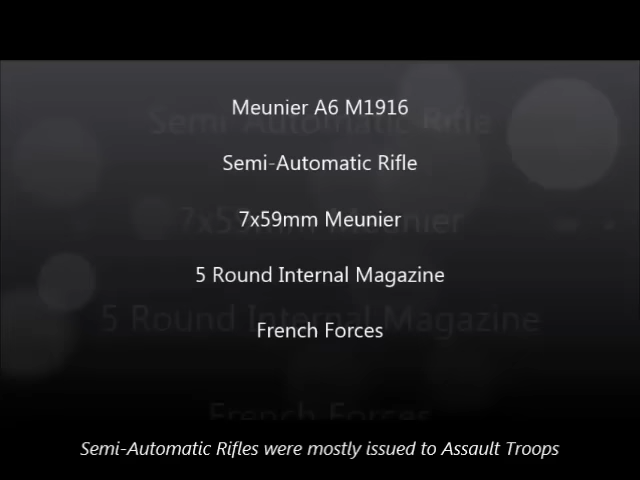 Meunier A6 M1916
Semi-Automatic Rifle
7x59mm Meunier
5 Round Internal Magazine
French Forces
Semi-Automatic Rifles were mostly issued to Assault Troops